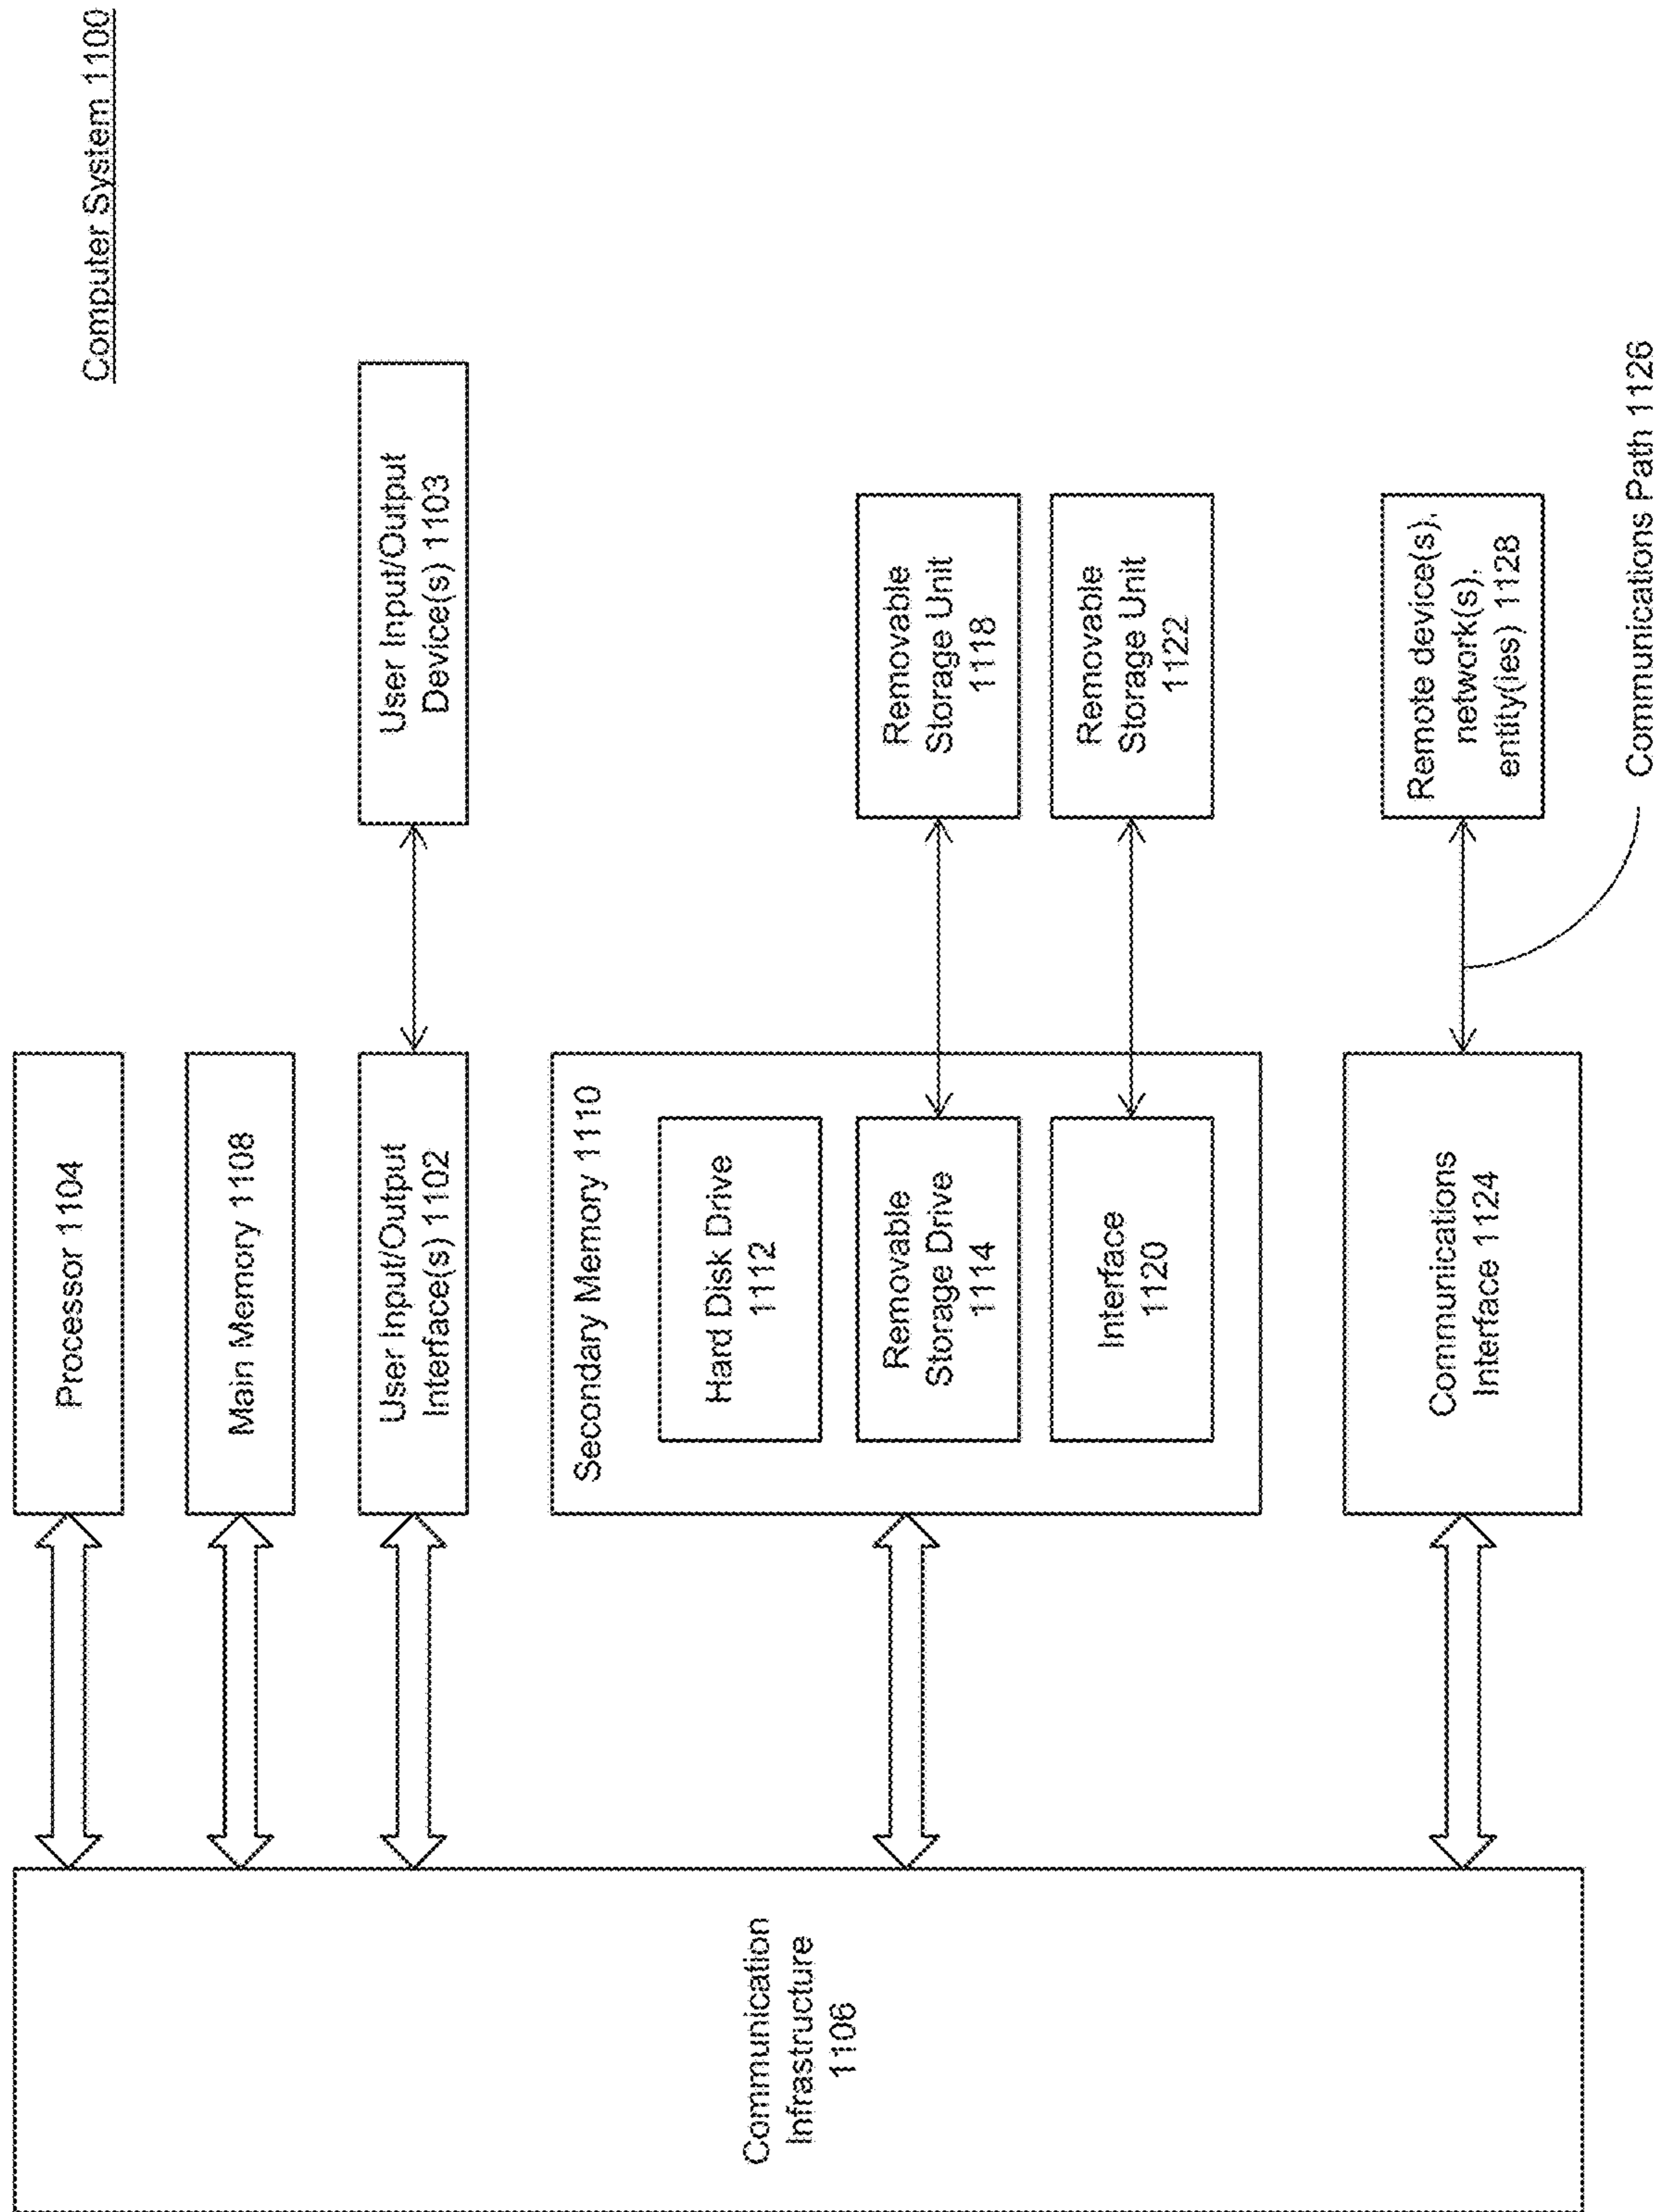 Computer System 1100
Processor 1104
Main Memory 1108
User Input/Output
Interface(s) 1102
User Input/Output
Device(s) 1103
Communication
Infrastructure
1106
Secondary Memory 1110
Hard Disk Drive
1112
Removable
Storage Drive
1114
Removable
Storage Unit
1118
Interface
1120
Removable
Storage Unit
1122
Communications
Interface 1124
Remote device(s),
network(s),
entity(ies) 1128
Communications Path 1126